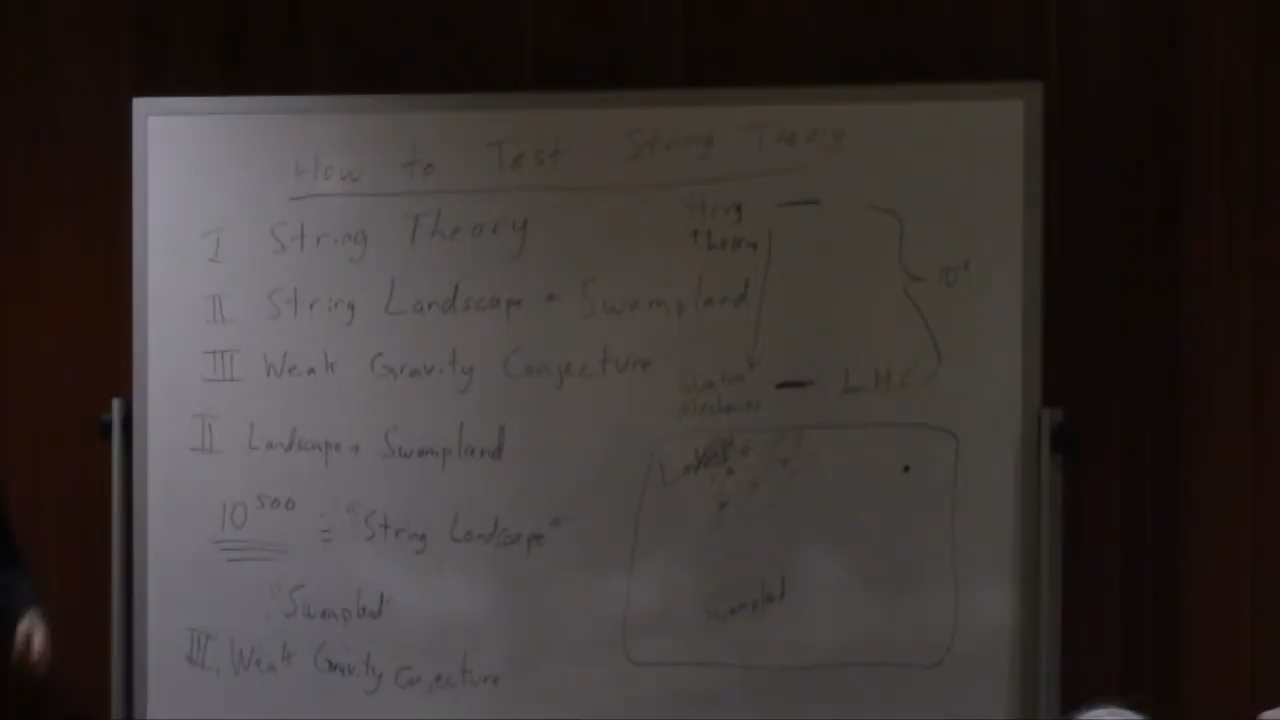 How to Test String Theory
I String Theory
II String Landscape + Swampland
III Weak Gravity Conjecture
II Landscape + Swampland
10^500 = "String Landscape"
"Swampland"
III. Weak Gravity Conjecture
String
Theory
LHC
Swampland